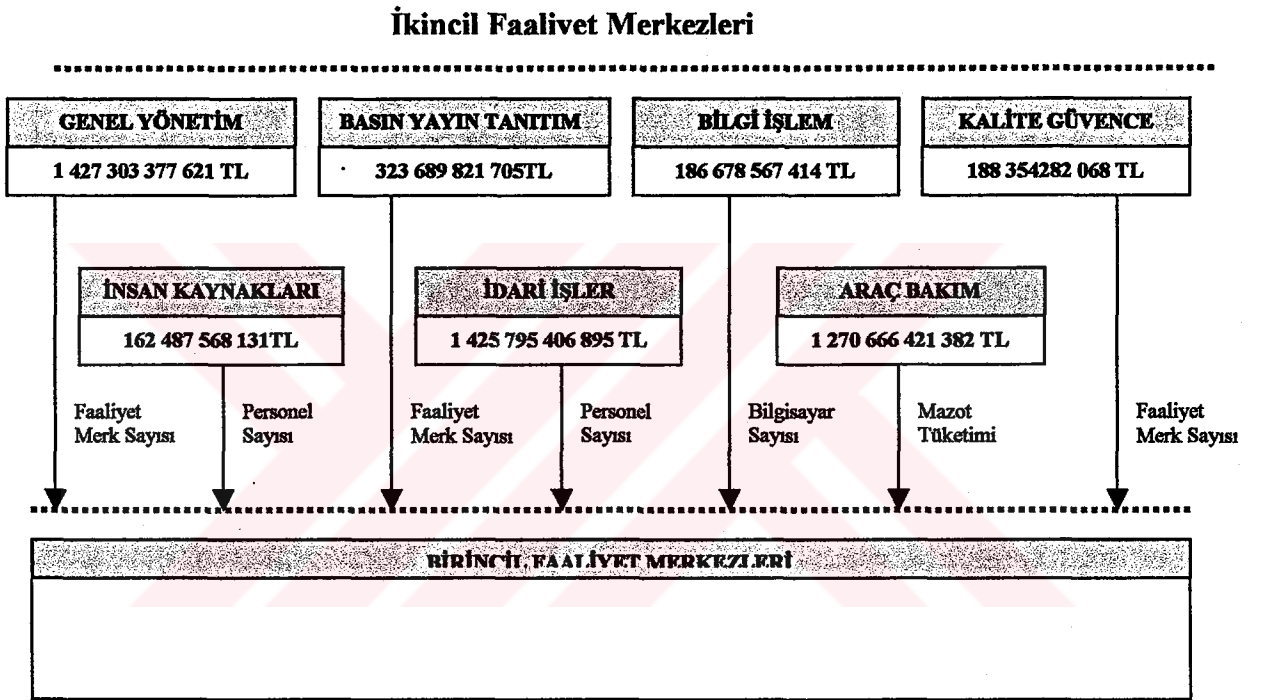 İkincil Faaliyet Merkezleri
GENEL YÖNETİM
1 427 303 377 621 TL
BASIN YAYIN TANITIM
323 689 821 705TL
BİLGİ İŞLEM
186 678 567 414 TL
KALİTE GÜVENCE
188 354282 068 TL
İNSAN KAYNAKLARI
162 487 568 131TL
İDARİ İŞLER
1 425 795 406 895 TL
ARAÇ BAKIM
1 270 666 421 382 TL
Faaliyet
Merk Sayısı
Personel
Sayısı
Faaliyet
Merk Sayısı
Personel
Sayısı
Bilgisayar
Sayısı
Mazot
Tüketimi
Faaliyet
Merk Sayısı
BİRİNCİL FAALİYET MERKEZLERİ